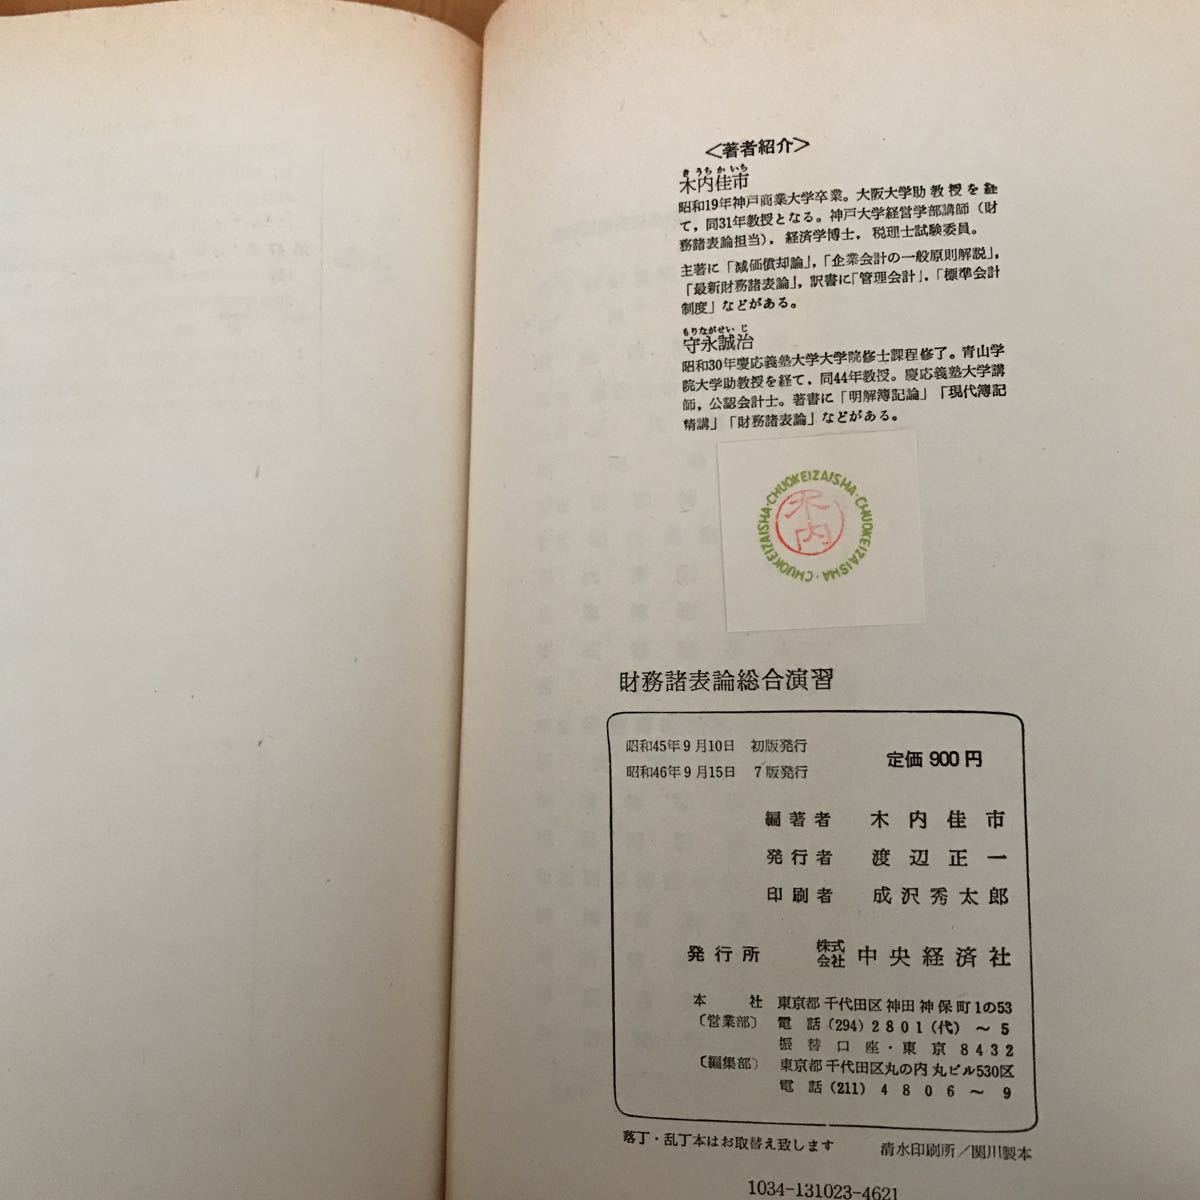 <著者紹介>
きうちかいち
木内佳市
昭和19年神戸商業大学卒業。大阪大学助教授を経
て，同31年教授となる。神戸大学経営学部講師（財
務諸表論担当），経済学博士，税理士試験委員。
主著に「減価償却論」，「企業会計の一般原則解説」，
「最新財務諸表論」，訳書に「管理会計」，「標準会計
制度」などがある。
もりながせいじ
守永誠治
昭和30年慶応義塾大学大学院修士課程修了。青山学
院大学助教授を経て，同44年教授。慶応義塾大学講
師，公認会計士。著書に「明解簿記論」「現代簿記
精講」「財務諸表論」などがある。
CHUOKEIZAISHA・CHUOKEIZAISHA・CHUOKEIZAISHA・
木内
財務諸表論総合演習
昭和45年9月10日 初版発行
昭和46年9月15日 7版発行
定価 900円
編著者 木内佳市
発行者 渡辺正一
印刷者 成沢秀太郎
発行所 株式会社 中央経済社
本社 東京都千代田区神田神保町1の53
〔営業部〕 電話 (294) 2801 (代) ～5
振替口座・東京 8432
〔編集部〕 東京都千代田区丸の内丸ビル530区
電話 (211) 4806～9
落丁・乱丁本はお取替え致します
清水印刷所／関川製本
1034-131023-4621